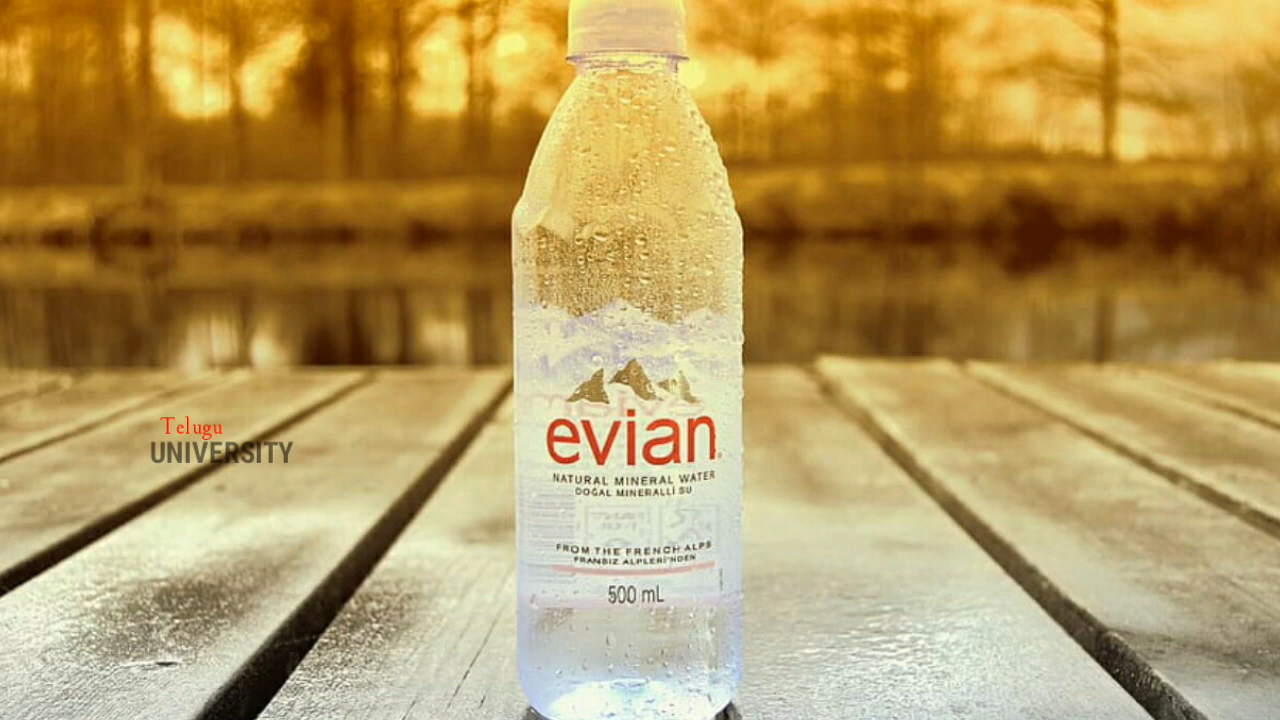 Telugu
UNIVERSITY
evian
NATURAL MINERAL WATER
DOĞAL MİNERALLİ SU
FROM THE FRENCH ALPS
FRANSIZ ALPLERİ'NDEN
500 mL